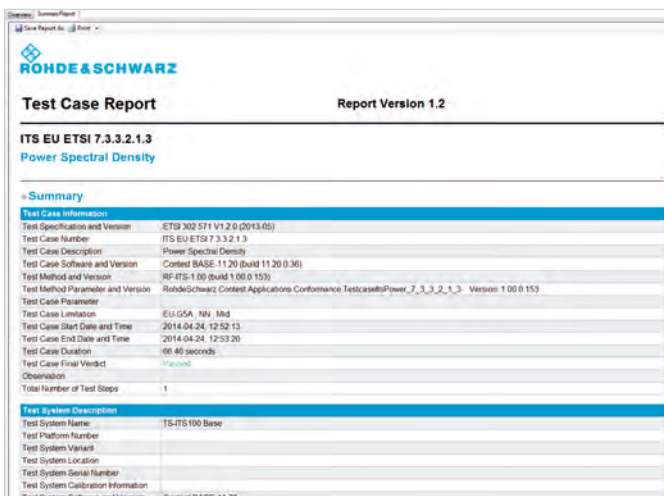 Overview Summary Report
Save Report As Print
ROHDE & SCHWARZ
Test Case Report Report Version 1.2
ITS EU ETSI 7.3.3.2.1.3
Power Spectral Density
Summary
Test Case Information
Test Specification and Version ETSI 302 571 V1.2.0 (2013-05)
Test Case Number ITS EU ETSI 7.3.3.2.1.3
Test Case Description Power Spectral Density
Test Case Software and Version Contest BASE-11.20 (build 11.20.0.36)
Test Method and Version RF-ITS-1.00 (build 1.00.0.153)
Test Method Parameter and Version RohdeSchwarz.Contest.Applications.Conformance.TestcaseItsPower_7_3_3_2_1_3 Version: 1.00.0.153
Test Case Parameter
Test Case Limitation EU-G5A , NN , Mid
Test Case Start Date and Time 2014-04-24, 12:52:13
Test Case End Date and Time 2014-04-24, 12:53:20
Test Case Duration 66.46 seconds
Test Case Final Verdict Passed
Observation
Total Number of Test Steps 1
Test System Description
Test System Name TS-ITS100 Base
Test Platform Number
Test System Variant
Test System Location
Test System Serial Number
Test System Calibration Information